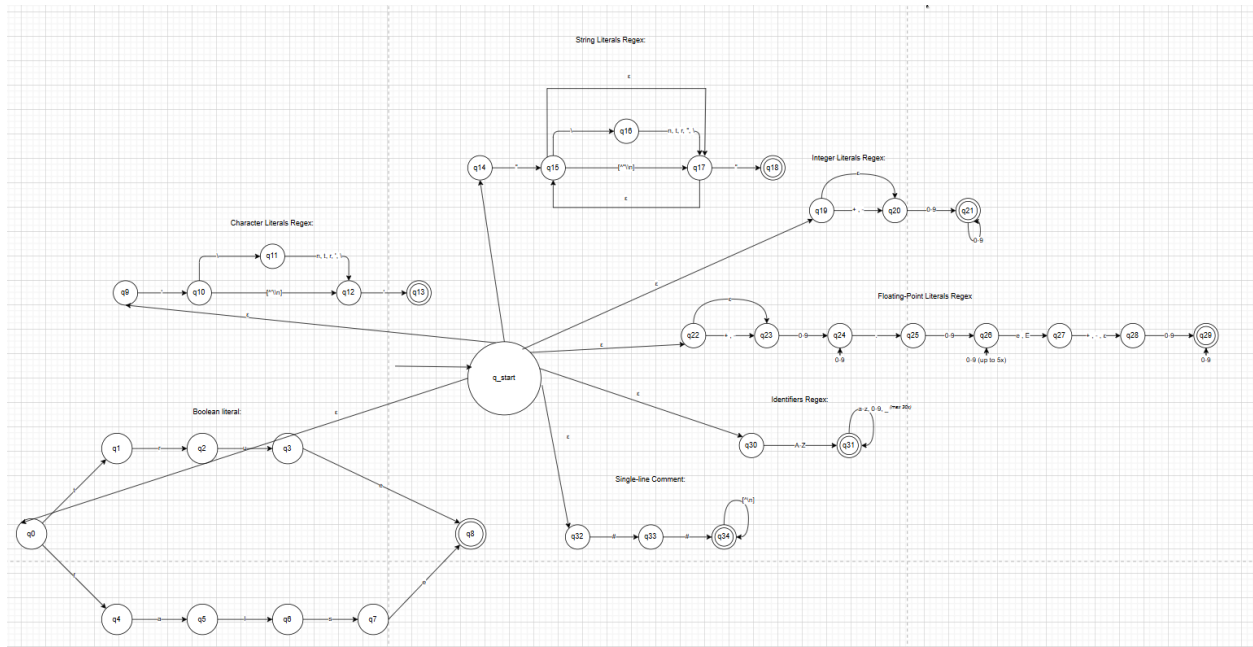 String Literals Regex:
ε
q16
\
n, t, r, ", \
q14
"
q15
[^"\\n]
q17
"
q18
ε
Integer Literals Regex:
ε
q19
+ , -
q20
0-9
q21
0-9
Character Literals Regex:
q11
\
n, t, r, ', \
q9
'
q10
[^'\\n]
q12
'
q13
ε
ε
Floating-Point Literals Regex
ε
q22
+ , -
q23
0-9
q24
.
q25
0-9
q26
e , E
q27
+ , - , ε
q28
0-9
q29
0-9
0-9 (up to 5x)
0-9
ε
q_start
ε
Identifiers Regex:
a-z, 0-9, _
q30
A-Z
q31
Boolean literal:
ε
q1
r
q2
u
q3
t
e
q0
q8
f
e
q4
a
q5
l
q6
s
q7
ε
Single-line Comment:
[^\n]
q32
#
q33
#
q34